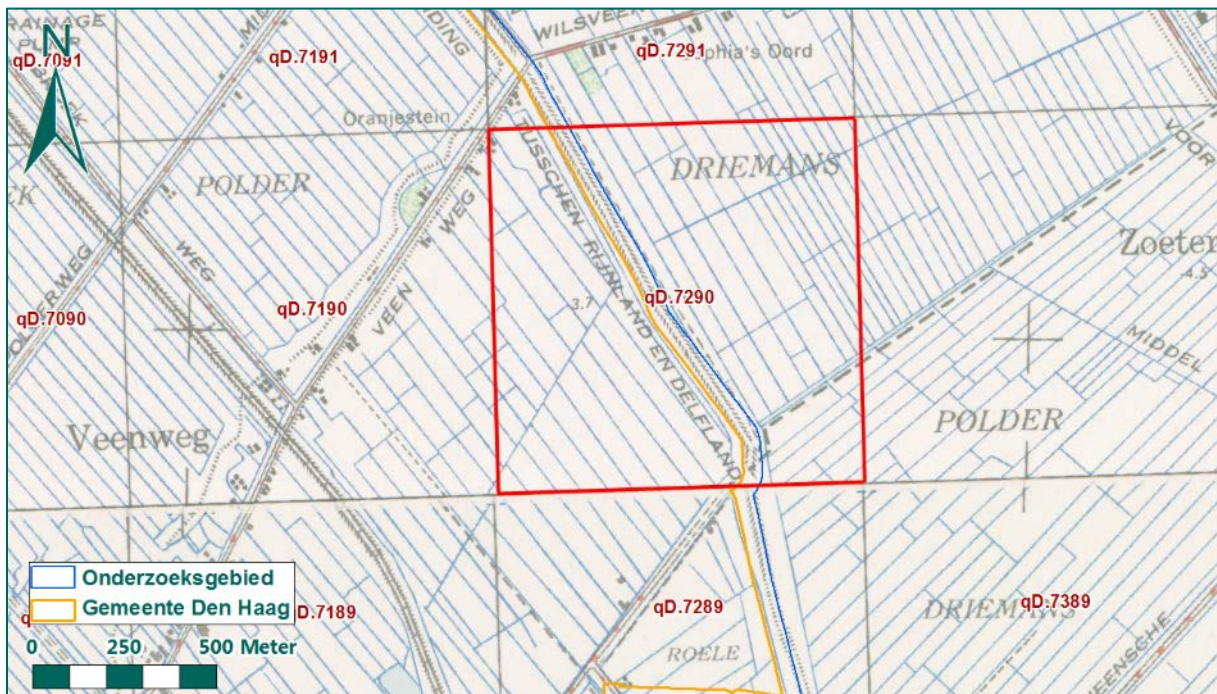 WILSVEEN
qD.7091
N
qD.7191
qD.7291
Sophia's Oord
Oranjestein
POLDER
DRIEMANS
VOOR
TUSSCHEN RIJNLAND EN DELFLAND
WEG
VEEN WEG
Zoeter
-4.5
qD.7090
qD.7190
3.7
qD.7290
MIDDEL
Veenweg
POLDER
Onderzoeksgebied
Gemeente Den Haag
7189
qD.7289
qD.7389
DRIEMANS
ROELE
VEENSCHE
0 250 500 Meter